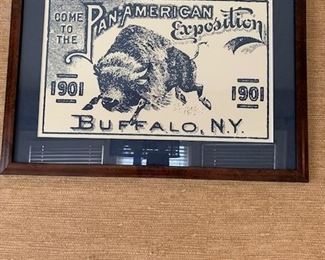 COME TO THE
PAN-AMERICAN
Exposition
1901 1901
BUFFALO, N.Y.